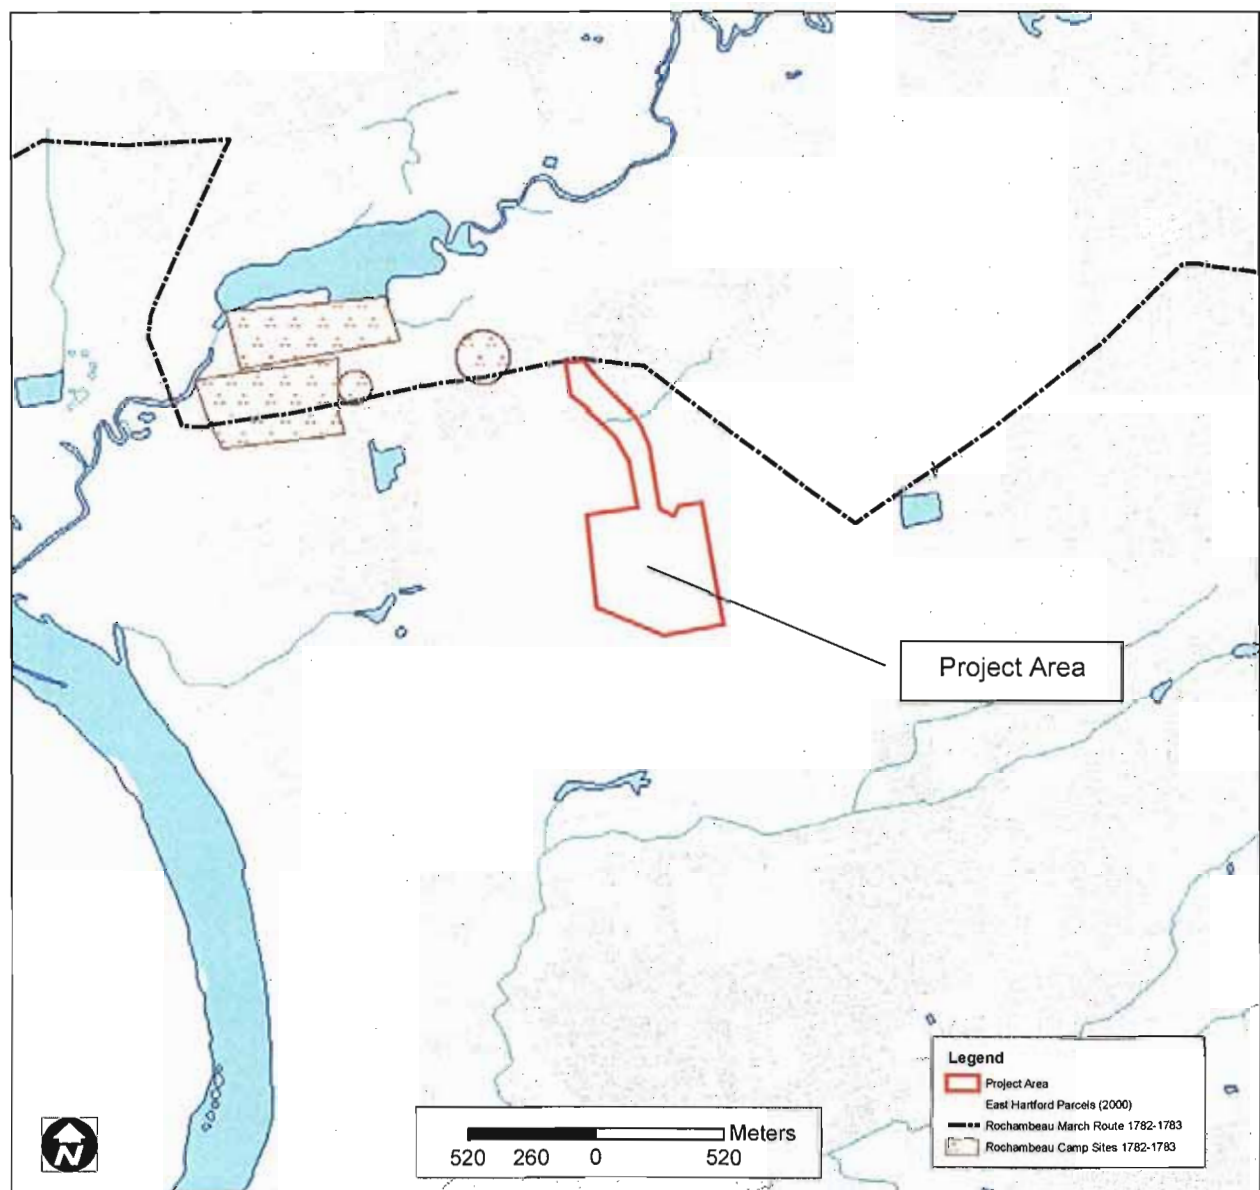 Project Area
Legend
Project Area
East Hartford Parcels (2000)
Rochambeau March Route 1782-1783
Rochambeau Camp Sites 1782-1783
N
Meters
520 260 0 520